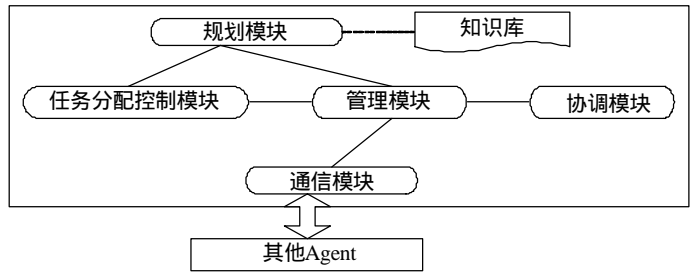 规划模块
知识库
任务分配控制模块
管理模块
协调模块
通信模块
其他Agent